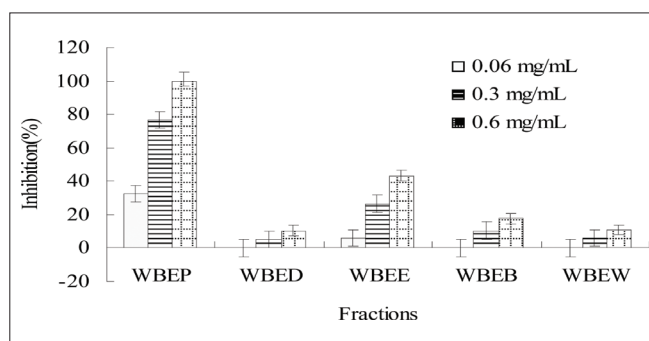 120
100
80
60
40
20
0
-20
Inhibition(%)
0.06 mg/mL
0.3 mg/mL
0.6 mg/mL
WBEP WBED WBEE WBEB WBEW
Fractions